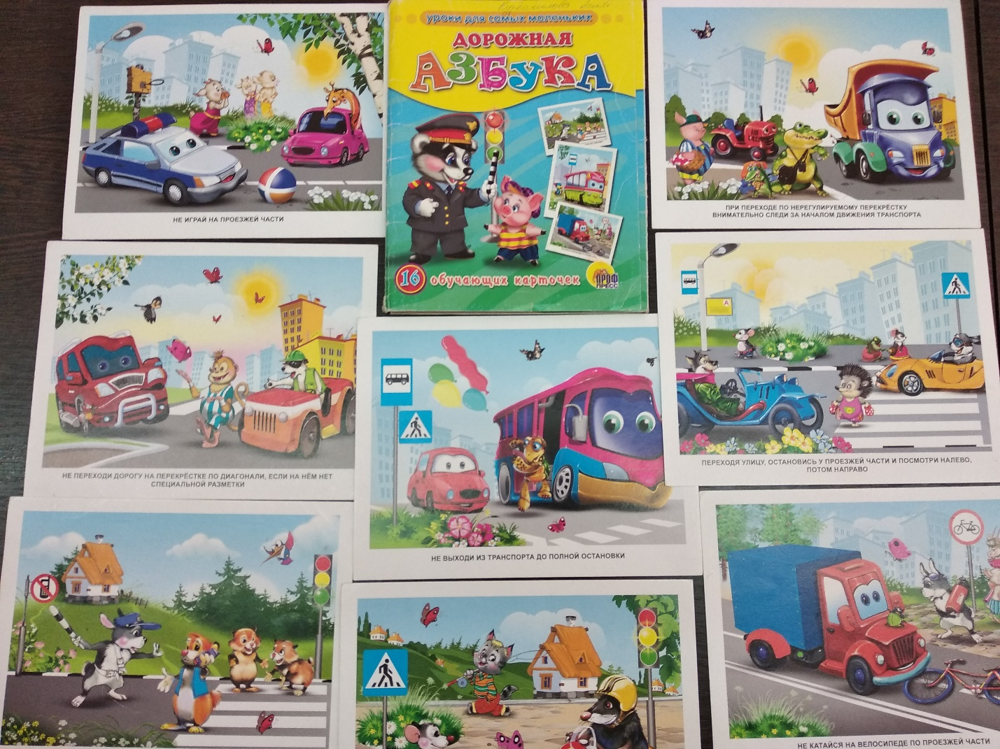 уроки для самых маленьких
ДОРОЖНАЯ
АЗБУКА
16 обучающих карточек
ПРОФ
ПРЕСС
НЕ ИГРАЙ НА ПРОЕЗЖЕЙ ЧАСТИ
ПРИ ПЕРЕХОДЕ ПО НЕРЕГУЛИРУЕМОМУ ПЕРЕКРЁСТКУ
ВНИМАТЕЛЬНО СЛЕДИ ЗА НАЧАЛОМ ДВИЖЕНИЯ ТРАНСПОРТА
НЕ ПЕРЕХОДИ ДОРОГУ НА ПЕРЕКРЁСТКЕ ПО ДИАГОНАЛИ, ЕСЛИ НА НЁМ НЕТ
СПЕЦИАЛЬНОЙ РАЗМЕТКИ
А
ПЕРЕХОДЯ УЛИЦУ, ОСТАНОВИСЬ У ПРОЕЗЖЕЙ ЧАСТИ И ПОСМОТРИ НАЛЕВО,
ПОТОМ НАПРАВО
НЕ ВЫХОДИ ИЗ ТРАНСПОРТА ДО ПОЛНОЙ ОСТАНОВКИ
НЕ КАТАЙСЯ НА ВЕЛОСИПЕДЕ ПО ПРОЕЗЖЕЙ ЧАСТИ